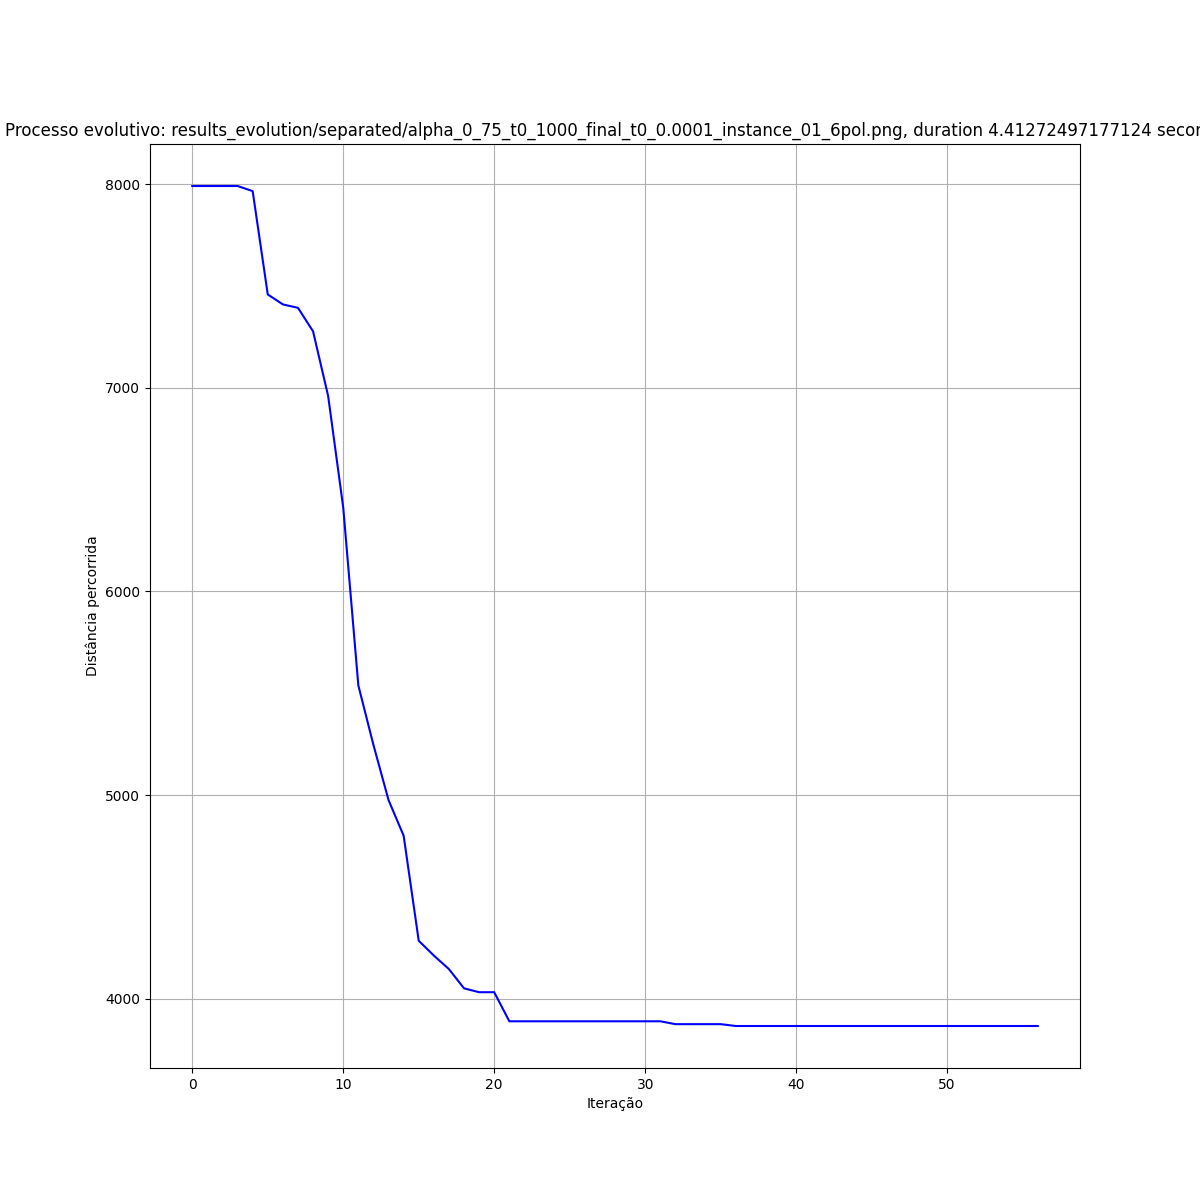 Processo evolutivo: results_evolution/separated/alpha_0_75_t0_1000_final_t0_0.0001_instance_01_6pol.png, duration 4.41272497177124
8000
7000
6000
5000
4000
Distância percorrida
0 10 20 30 40 50
Iteração